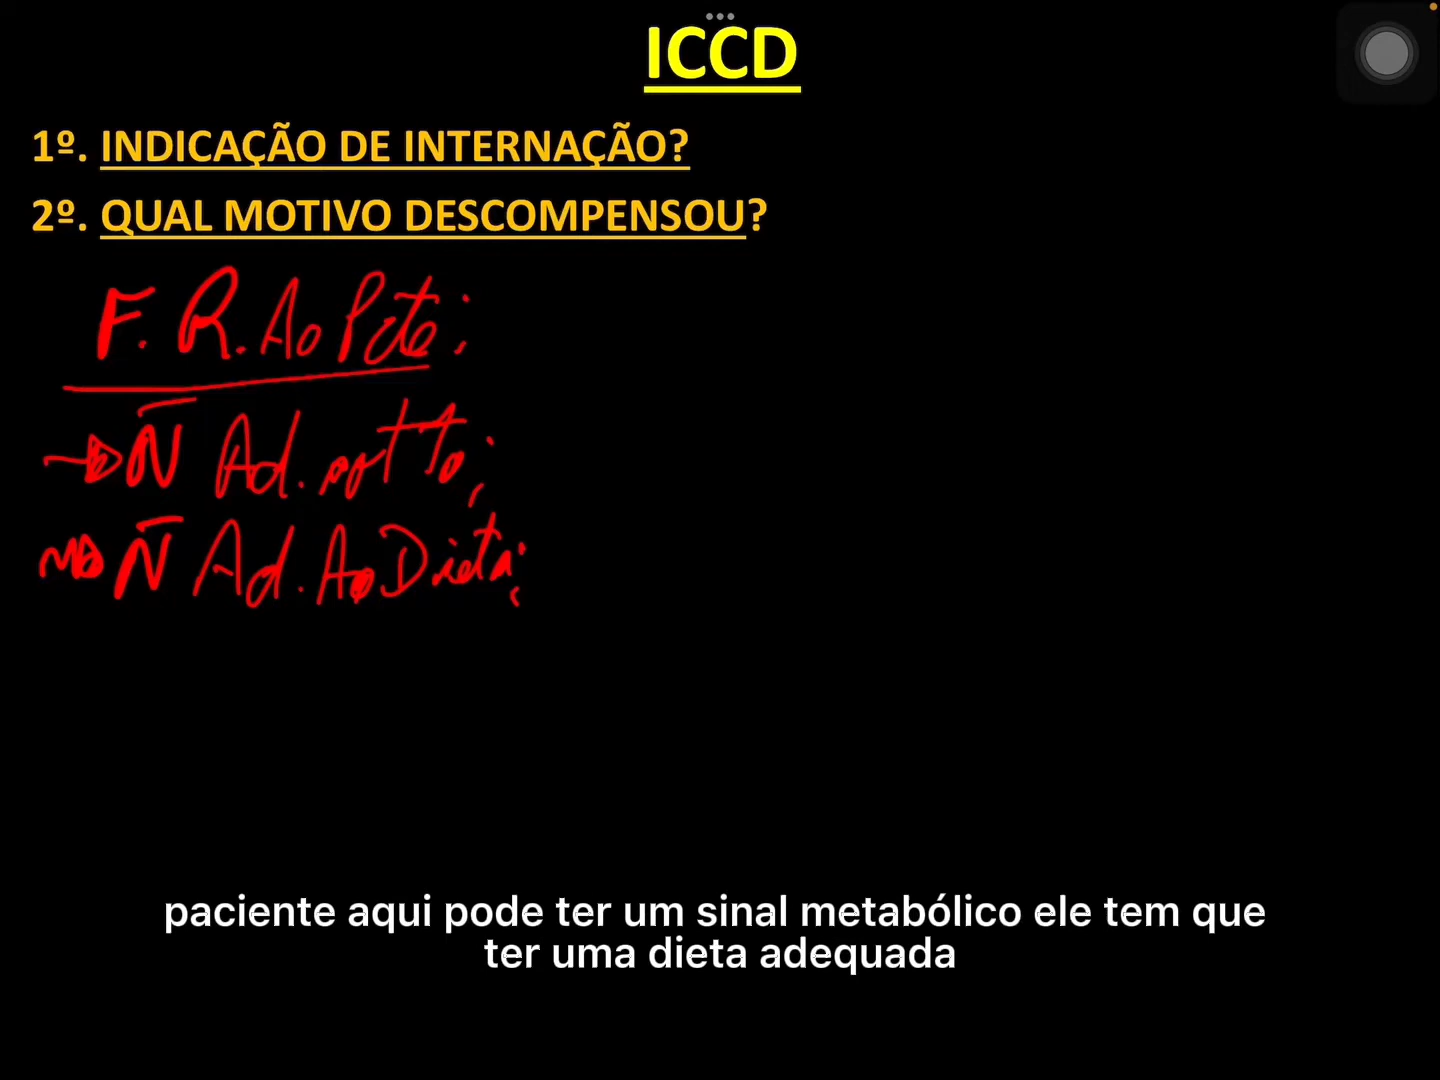 ICCD
1º. INDICAÇÃO DE INTERNAÇÃO?
2º. QUAL MOTIVO DESCOMPENSOU?
F. R. Ao Pcte:
Ñ Ad. tto;
Ñ Ad. Ao Dieta;
paciente aqui pode ter um sinal metabólico ele tem que
ter uma dieta adequada